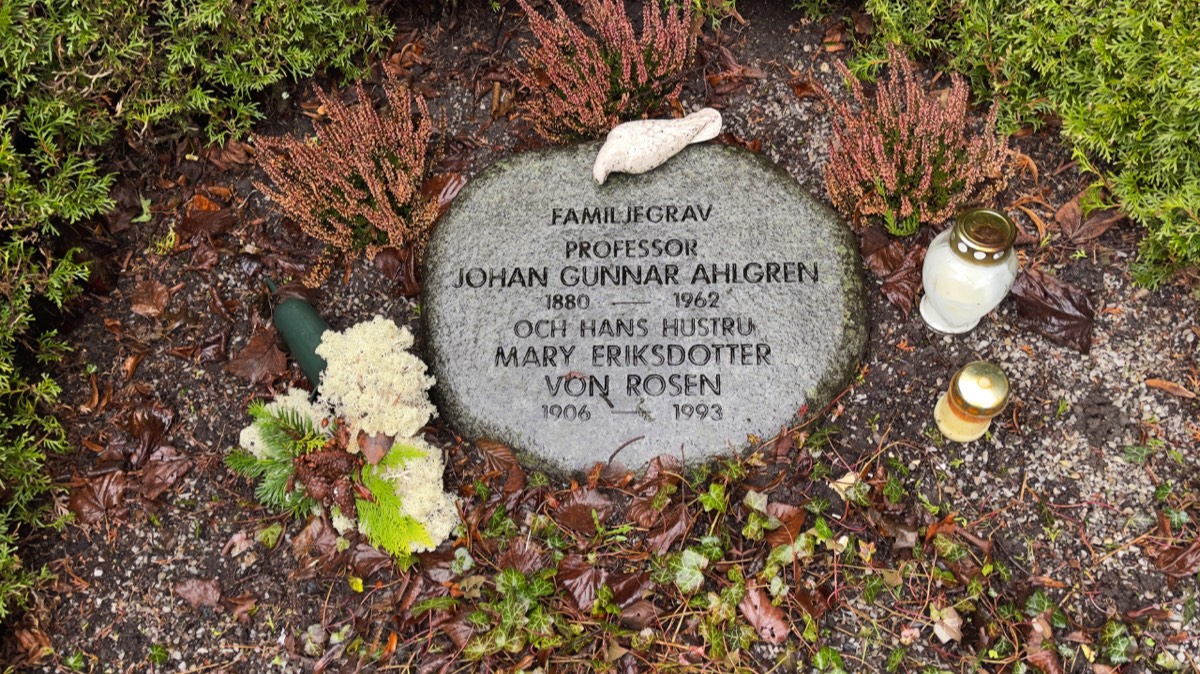 FAMILJEGRAV
PROFESSOR
JOHAN GUNNAR AHLGREN
1880 — 1962
OCH HANS HUSTRU
MARY ERIKSDOTTER
VON ROSEN
1906 — 1993